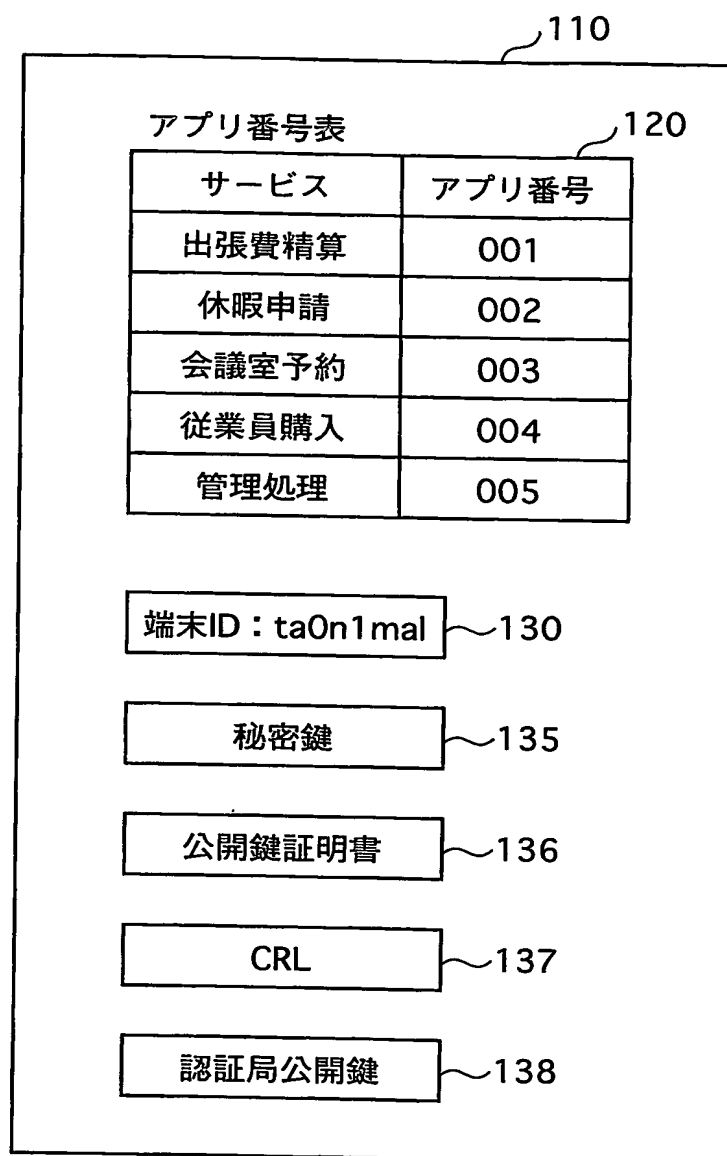 110
アプリ番号表
120
サービス アプリ番号
出張費精算 001
休暇申請 002
会議室予約 003
従業員購入 004
管理処理 005
端末ID：ta0n1mal 130
秘密鍵 135
公開鍵証明書 136
CRL 137
認証局公開鍵 138